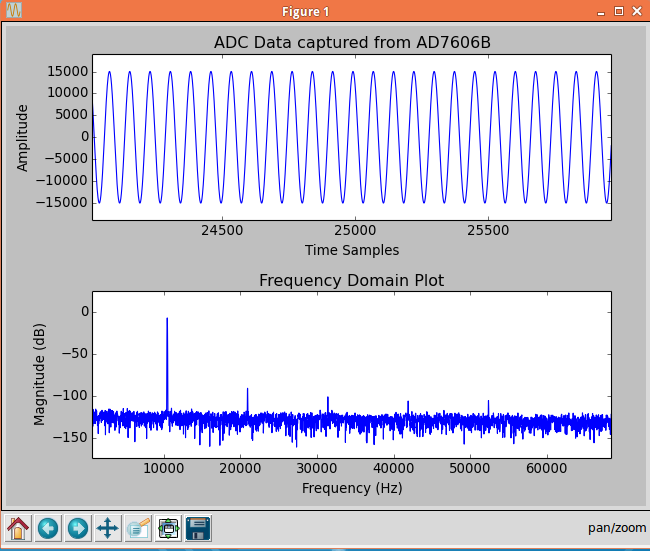 Figure 1
ADC Data captured from AD7606B
Amplitude
15000
10000
5000
0
−5000
−10000
−15000
24500 25000 25500
Time Samples
Frequency Domain Plot
Magnitude (dB)
0
−50
−100
−150
10000 20000 30000 40000 50000 60000
Frequency (Hz)
pan/zoom